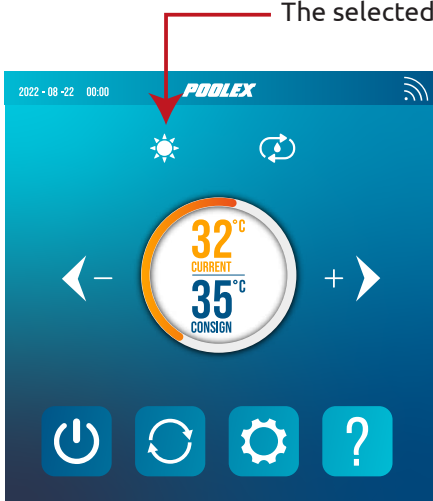 The selected
2022 - 08 -22 00:00 POOLEX
32°C
CURRENT
35°C
CONSIGN
− +
?